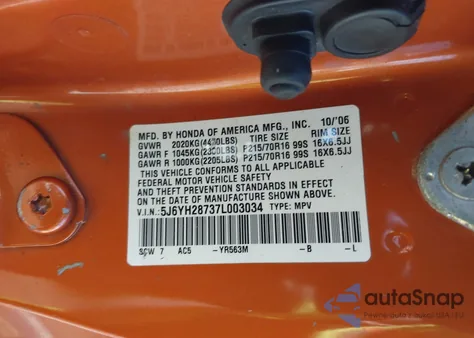 MFD. BY HONDA OF AMERICA MFG., INC. 10/'06
GVWR 2020KG(4450LBS) TIRE SIZE RIM SIZE
GAWR F 1045KG(2300LBS) P215/70R16 99S 16X6.5JJ
GAWR R 1000KG(2205LBS) P215/70R16 99S 16X6.5JJ
THIS VEHICLE CONFORMS TO ALL APPLICABLE
FEDERAL MOTOR VEHICLE SAFETY, BUMPER,
AND THEFT PREVENTION STANDARDS IN EFFECT
ON THE DATE OF MANUFACTURE SHOWN ABOVE.
V.I.N: 5J6YH28737L003034 TYPE: MPV
SCW 7 AC5 -YR563M -B -L
autoSnap